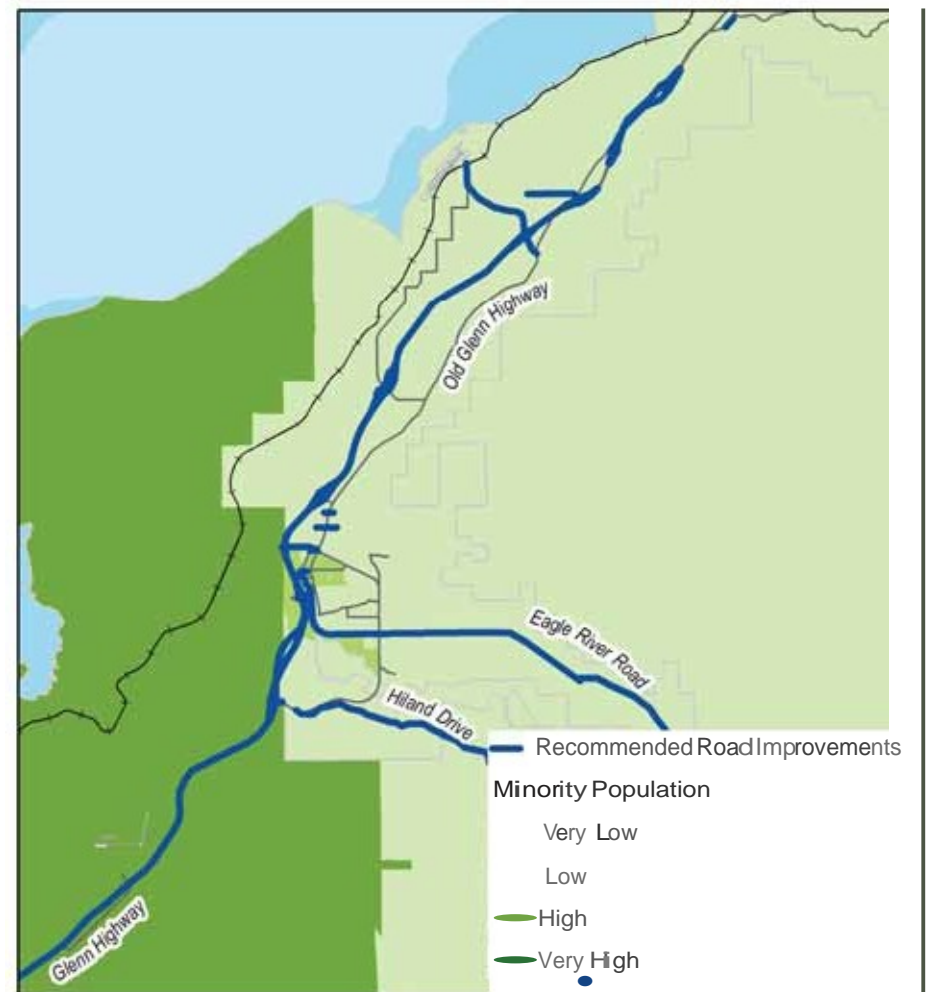 Old Glenn Highway
Eagle River Road
Hiland Drive
Glenn Highway
Recommended Road Improvements
Minority Population
Very Low
Low
High
Very High